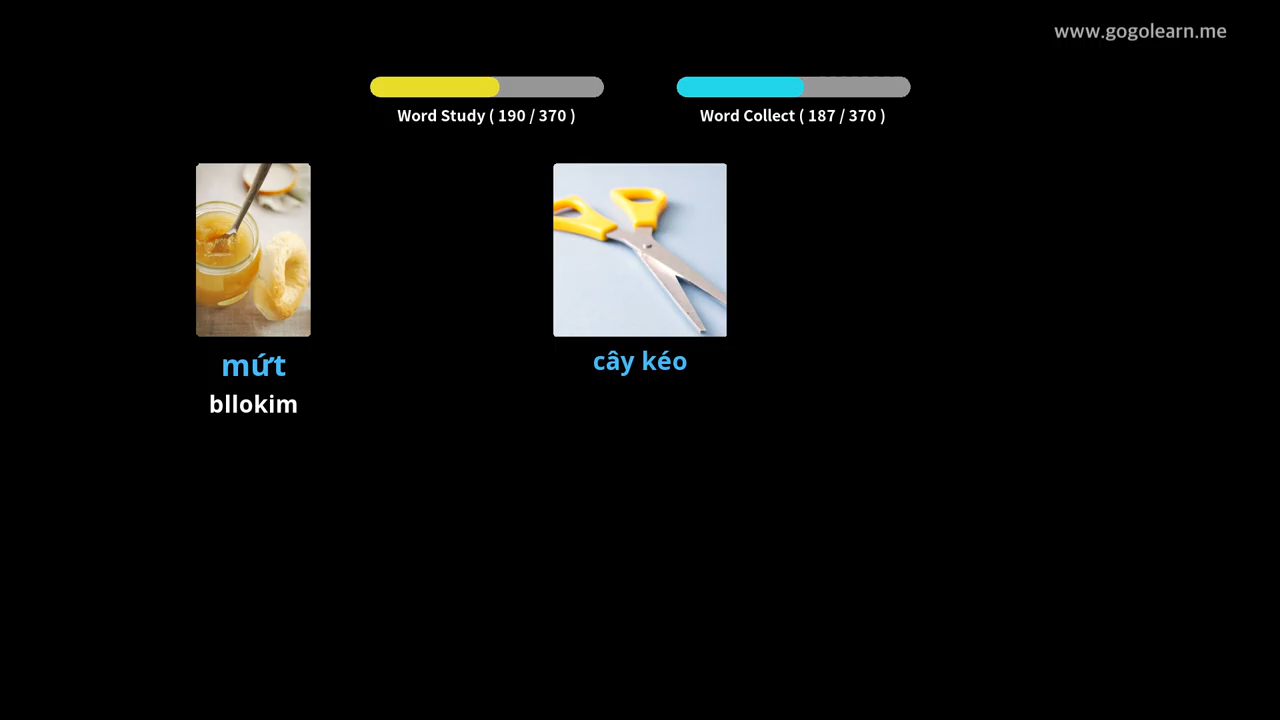 www.gogolearn.me
Word Study ( 190 / 370 )
Word Collect ( 187 / 370 )
mứt
bllokim
cây kéo